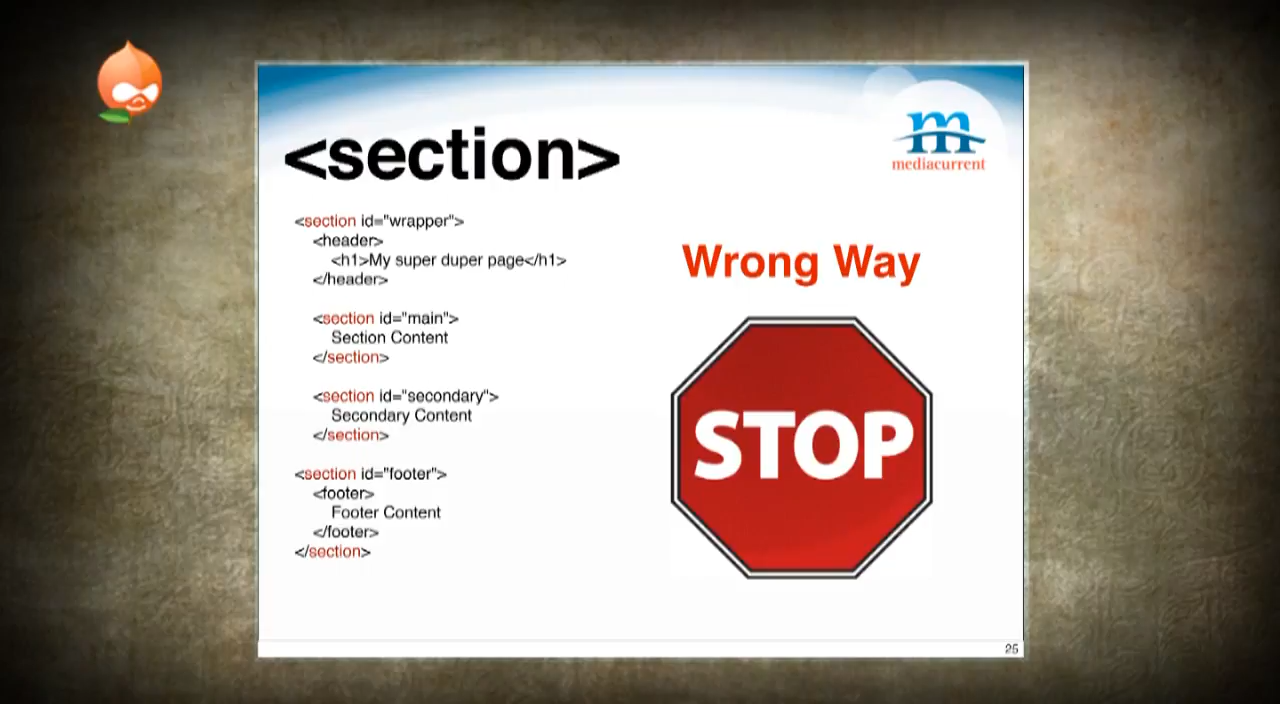 <section>
m
mediacurrent
<section id="wrapper">
<header>
<h1>My super duper page</h1>
</header>
<section id="main">
Section Content
</section>
<section id="secondary">
Secondary Content
</section>
<section id="footer">
<footer>
Footer Content
</footer>
</section>
Wrong Way
STOP
25